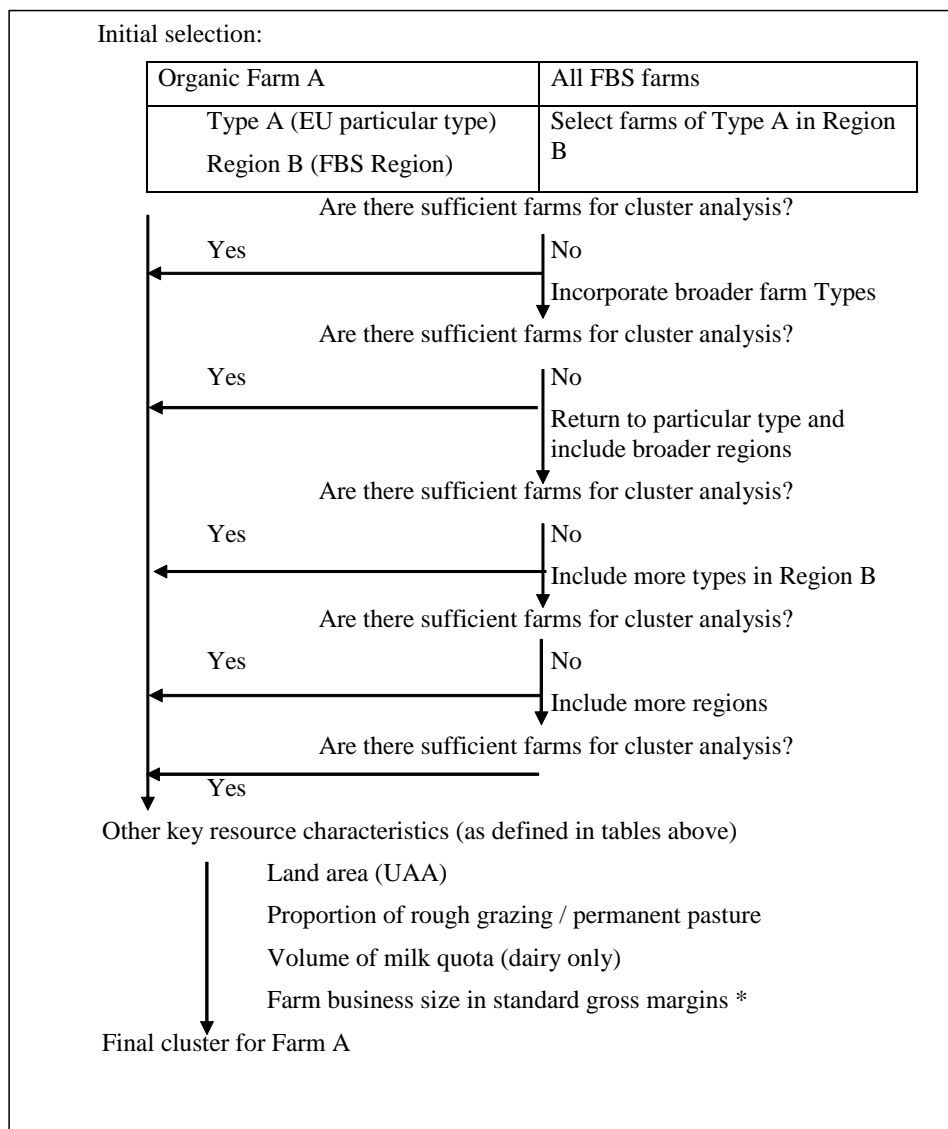 Initial selection:
Organic Farm A
All FBS farms
Type A (EU particular type)
Region B (FBS Region)
Select farms of Type A in Region
B
Are there sufficient farms for cluster analysis?
Yes
No
Incorporate broader farm Types
Are there sufficient farms for cluster analysis?
Yes
No
Return to particular type and
include broader regions
Are there sufficient farms for cluster analysis?
Yes
No
Include more types in Region B
Are there sufficient farms for cluster analysis?
Yes
No
Include more regions
Are there sufficient farms for cluster analysis?
Yes
Other key resource characteristics (as defined in tables above)
Land area (UAA)
Proportion of rough grazing / permanent pasture
Volume of milk quota (dairy only)
Farm business size in standard gross margins *
Final cluster for Farm A